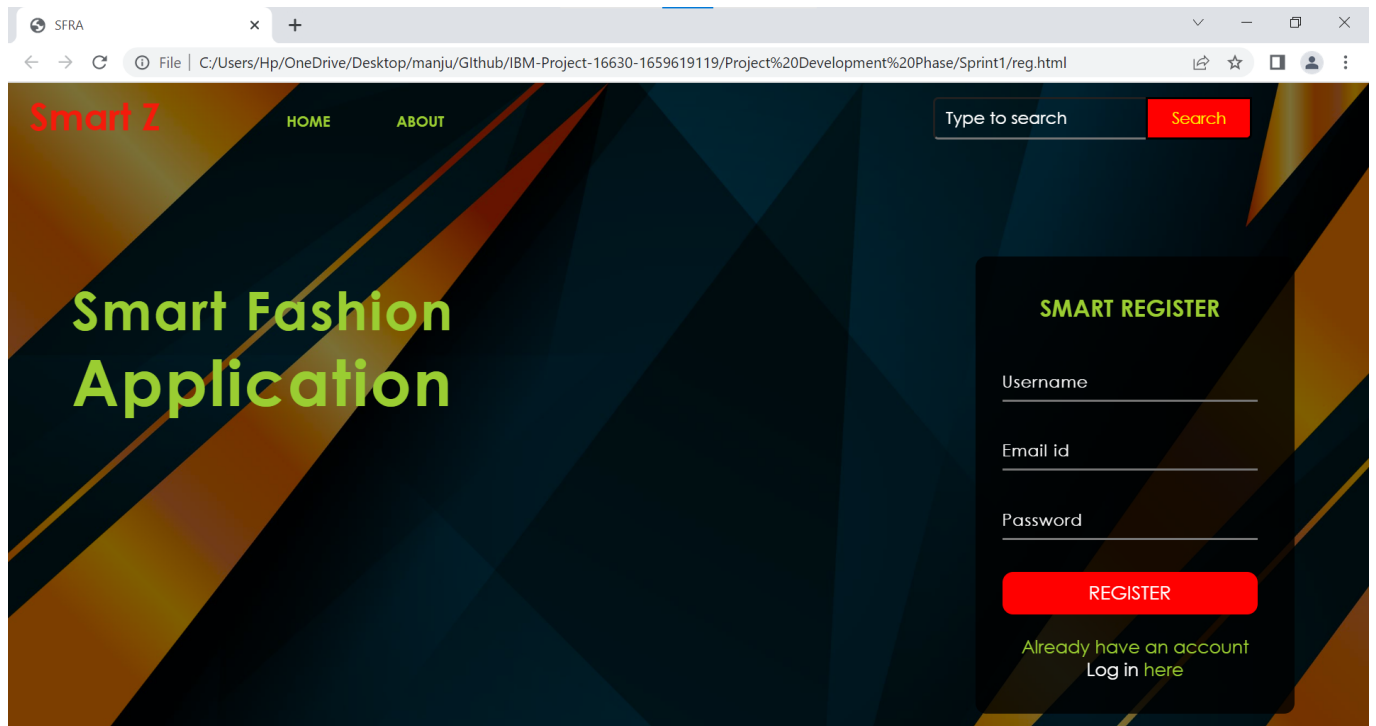 SFRA
File C:/Users/Hp/OneDrive/Desktop/manju/GIthub/IBM-Project-16630-1659619119/Project%20Development%20Phase/Sprint1/reg.html
Smart Z HOME ABOUT Type to search Search
Smart Fashion
Application
SMART REGISTER
Username
Email id
Password
REGISTER
Already have an account
Log in here